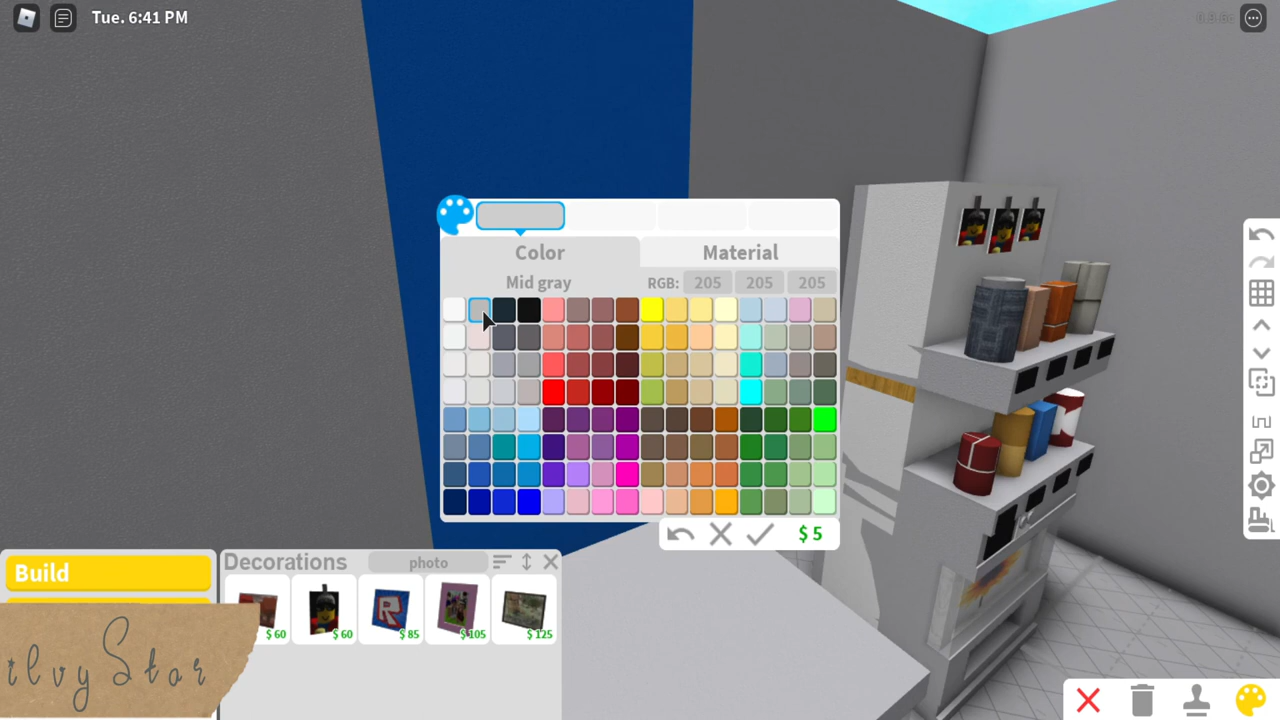 Tue. 6:41 PM
Color
Material
Mid gray
RGB: 205 205 205
$ 5
Build
Decorations
photo
$ 60
$ 60
$ 85
$ 105
$ 125
ilvyStar